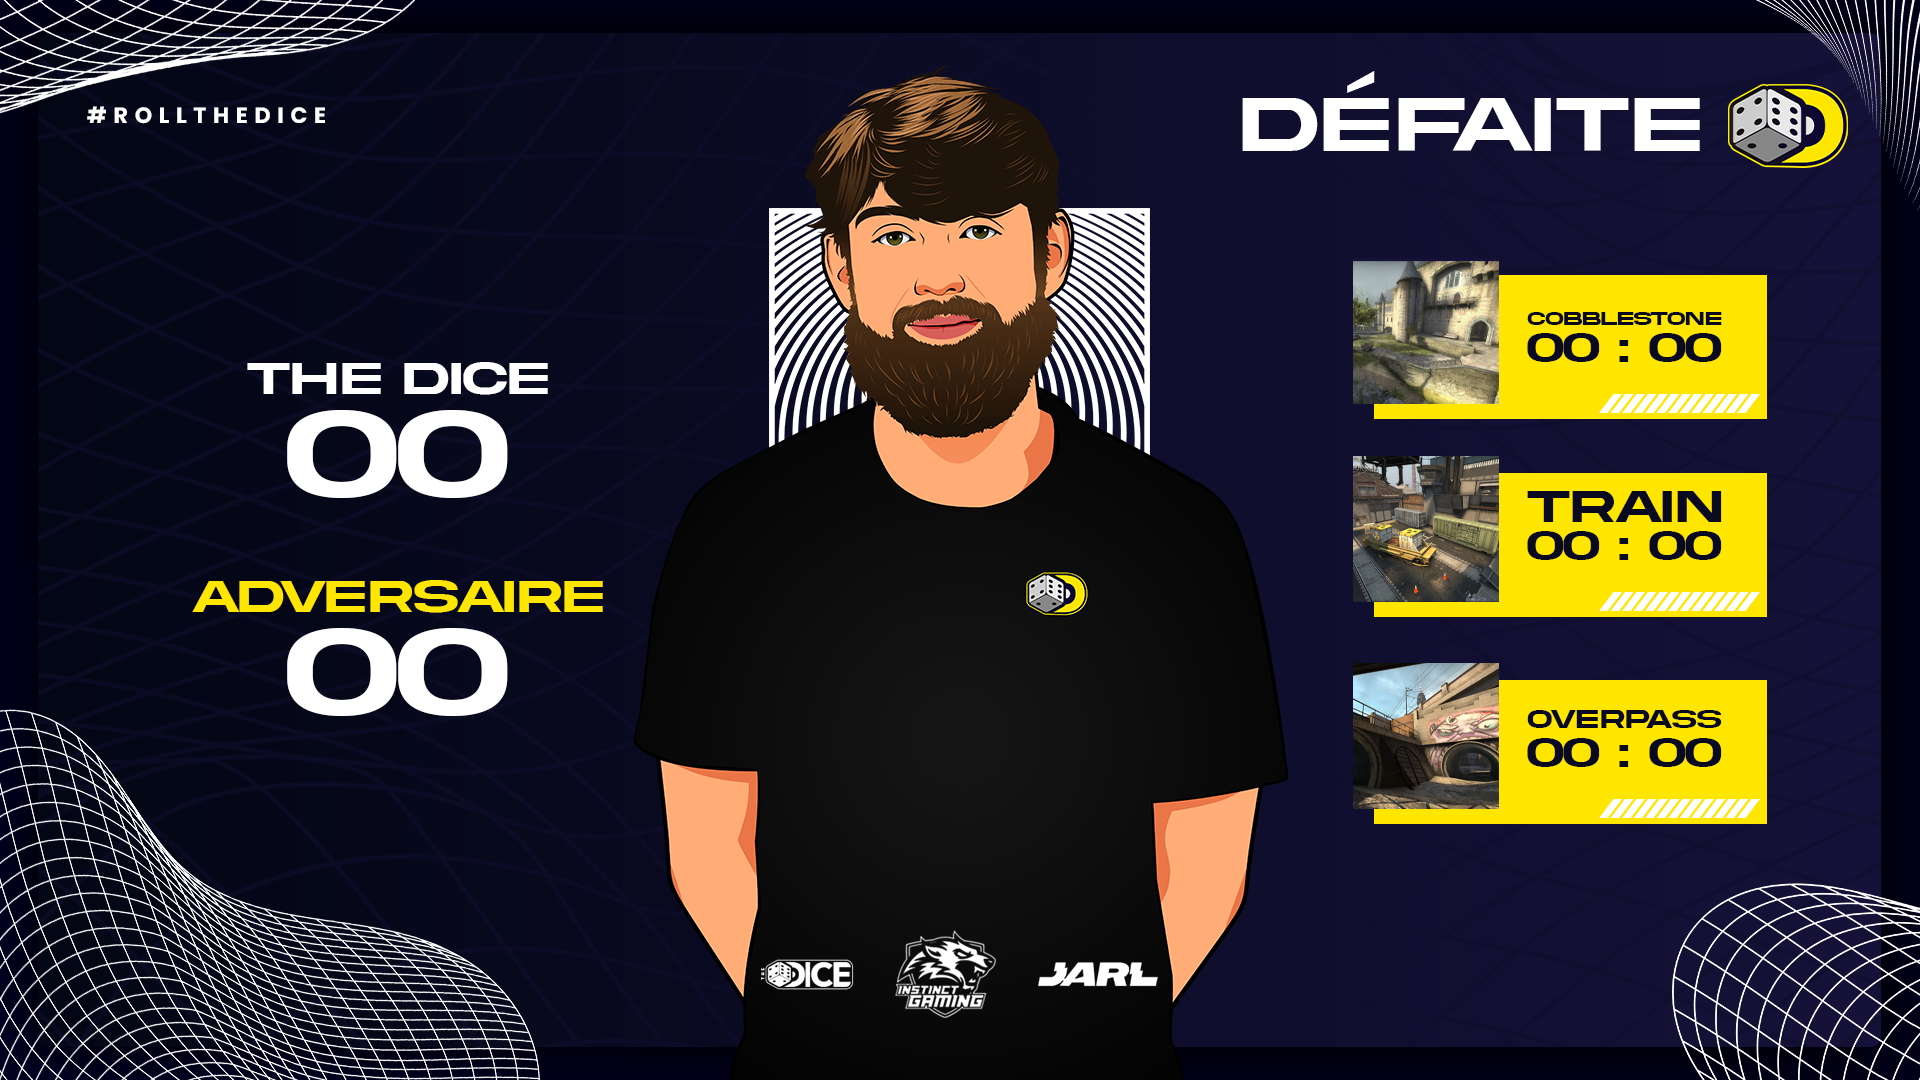 #ROLLTHEDICE
DÉFAITE
THE DICE
00
ADVERSAIRE
00
COBBLESTONE
00 : 00
TRAIN
00 : 00
OVERPASS
00 : 00
THE DICE
INSTINCT
GAMING
JARL